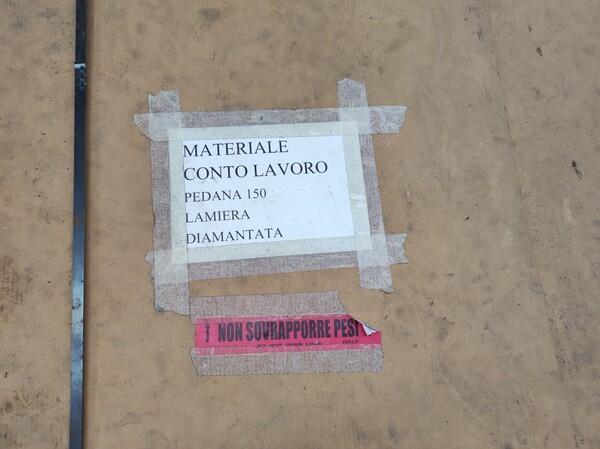 MATERIALE
CONTO LAVORO
PEDANA 150
LAMIERA
DIAMANTATA
! NON SOVRAPPORRE PESI